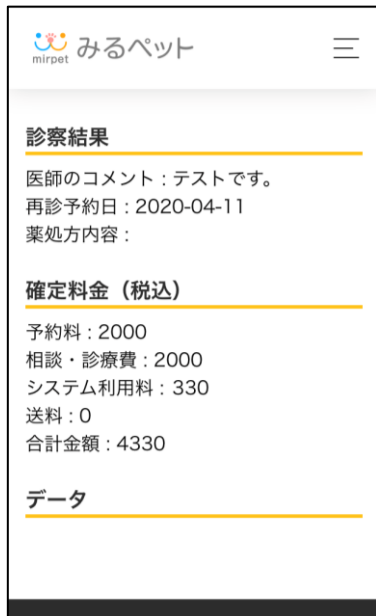 mirpet みるペット
診察結果
医師のコメント : テストです。
再診予約日 : 2020-04-11
薬処方内容 :
確定料金（税込）
予約料 : 2000
相談・診療費 : 2000
システム利用料 : 330
送料 : 0
合計金額 : 4330
データ